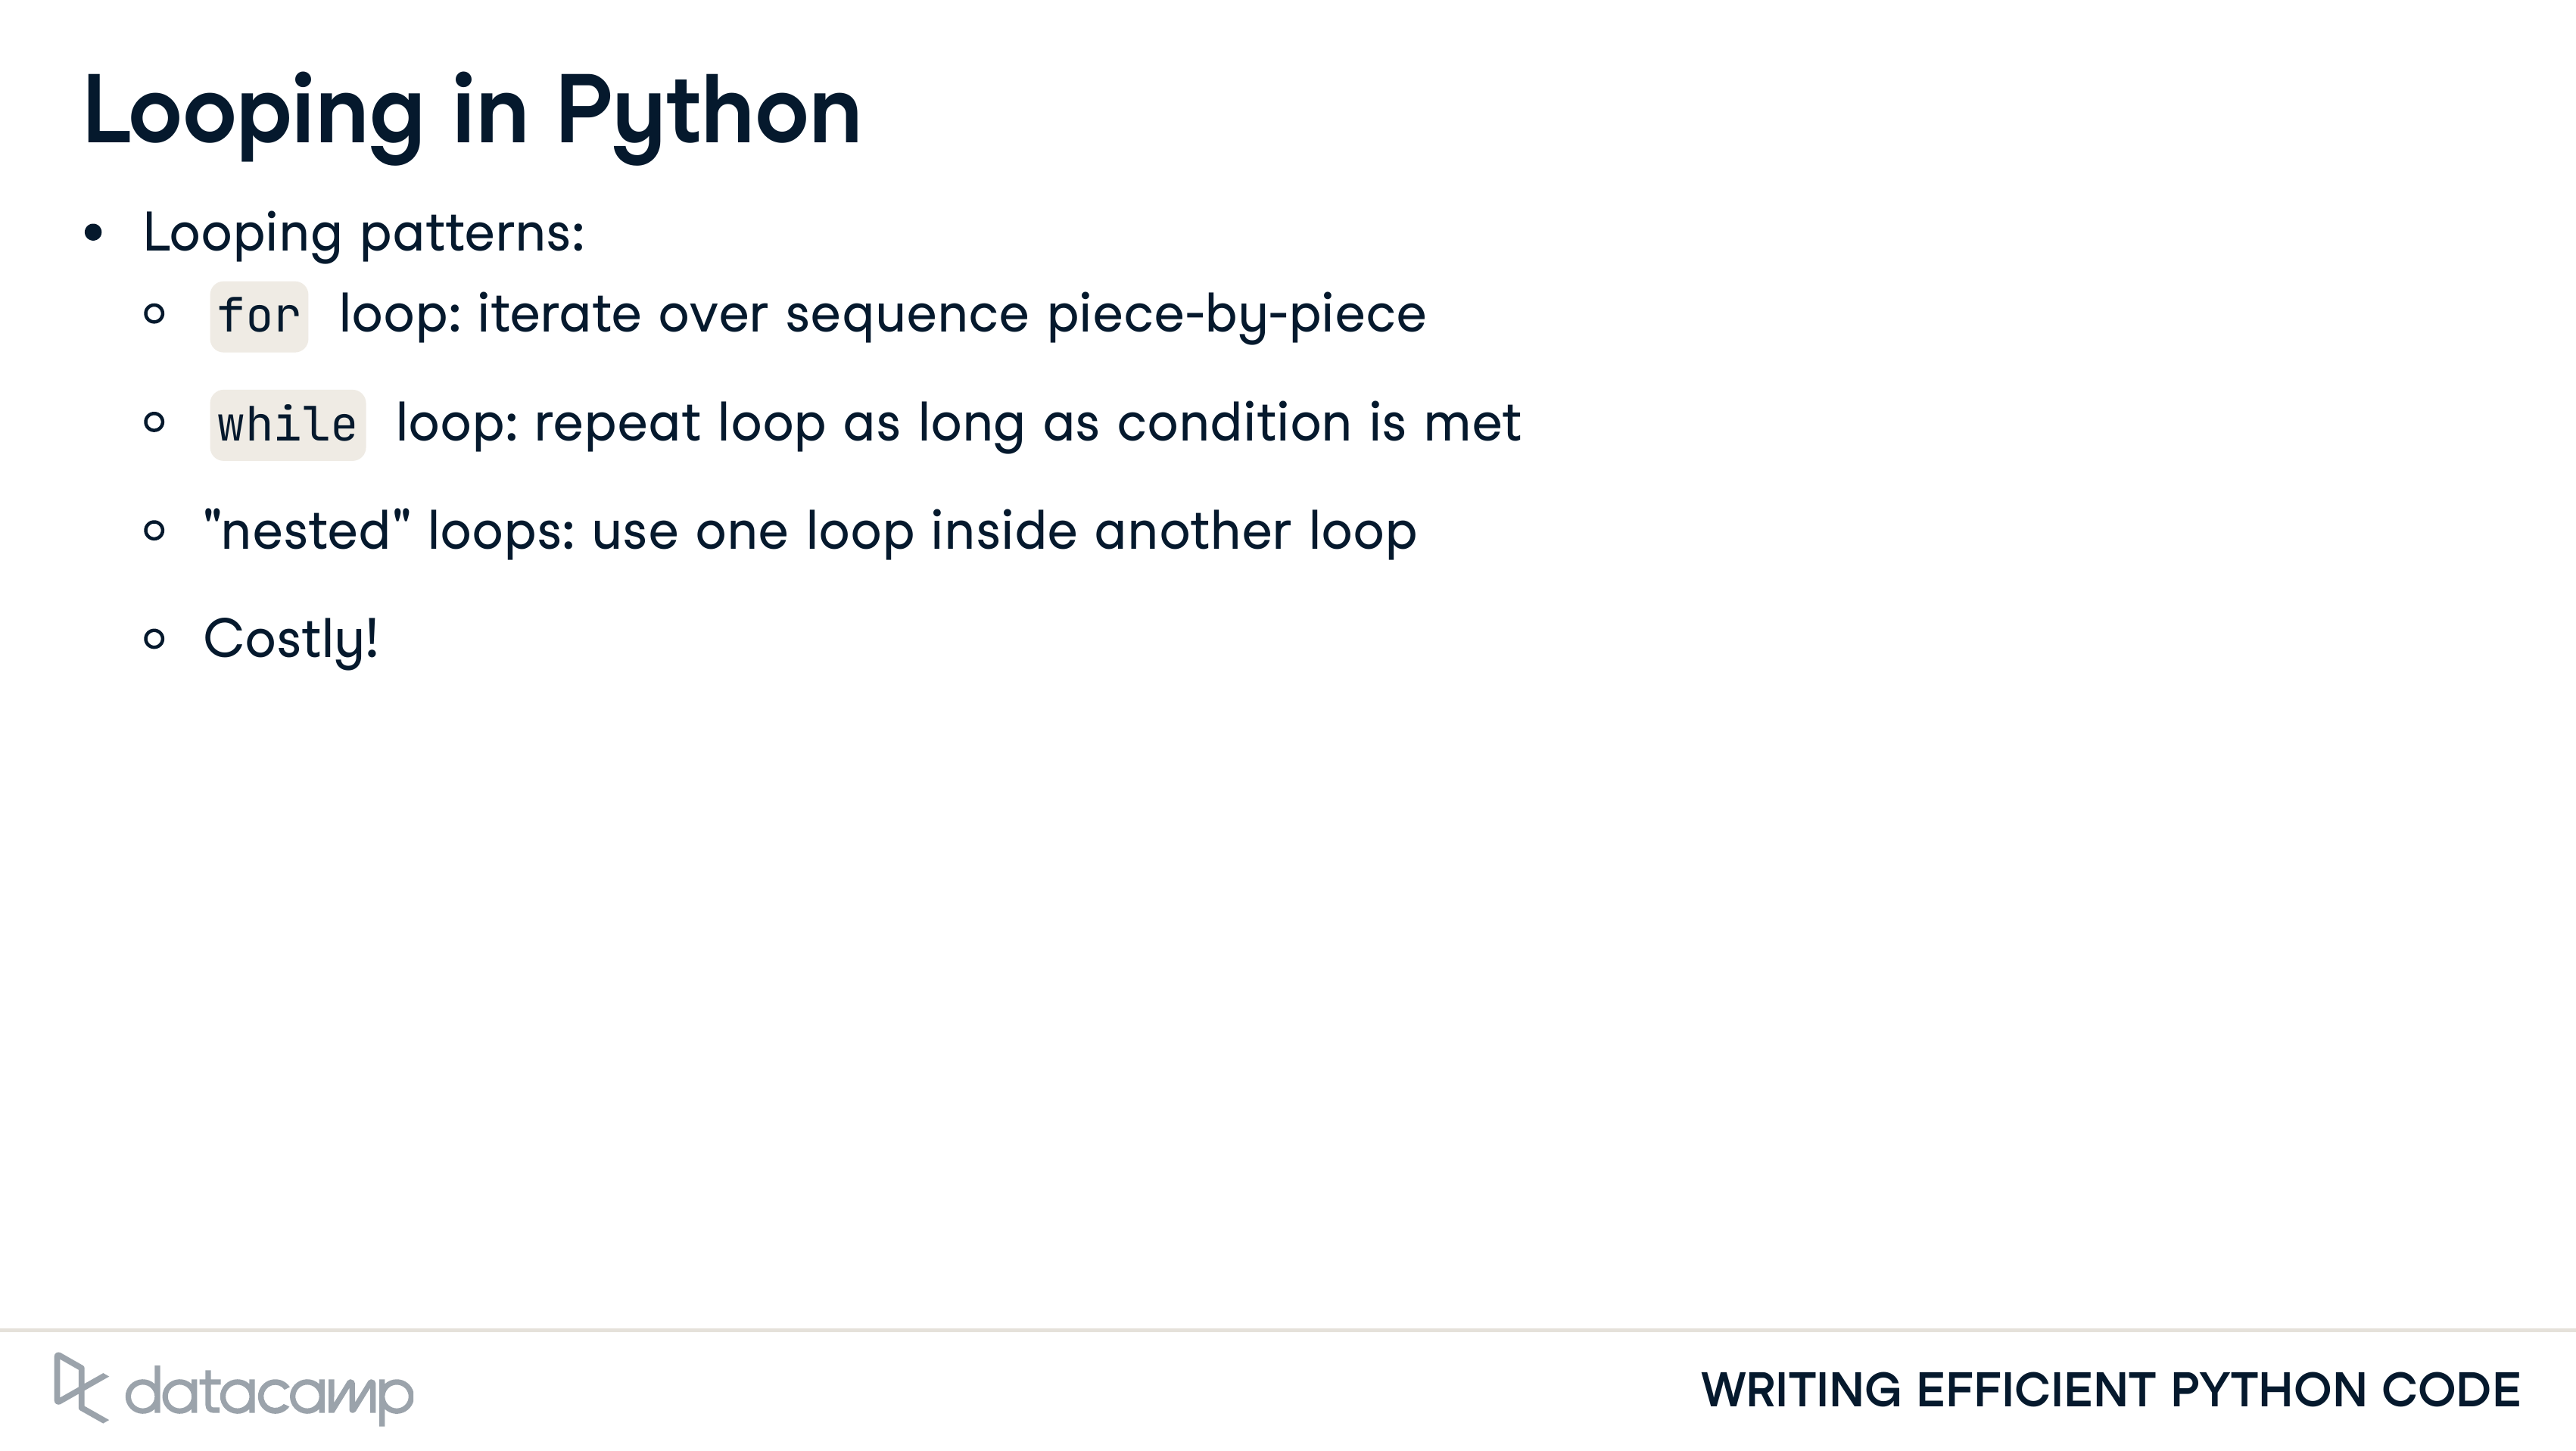 Looping in Python
Looping patterns:
for loop: iterate over sequence piece-by-piece
while loop: repeat loop as long as condition is met
"nested" loops: use one loop inside another loop
Costly!
datacamp
WRITING EFFICIENT PYTHON CODE